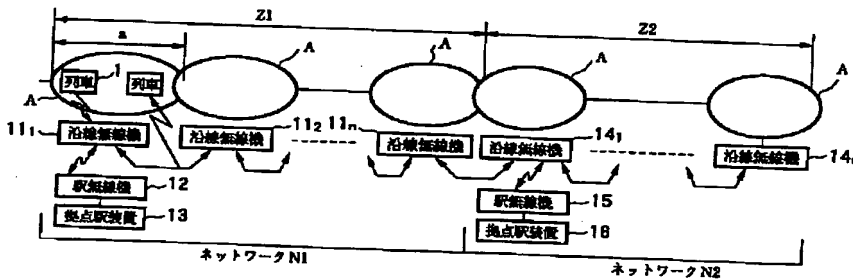 Z1
Z2
a
A
A
A
A
A
列車
1
列車
11₁
沿線無線機
沿線無線機
11₂
11ₙ
沿線無線機
沿線無線機
14₁
沿線無線機
駅無線機
12
駅無線機
15
拠点駅装置
13
拠点駅装置
16
ネットワークN1
ネットワークN2